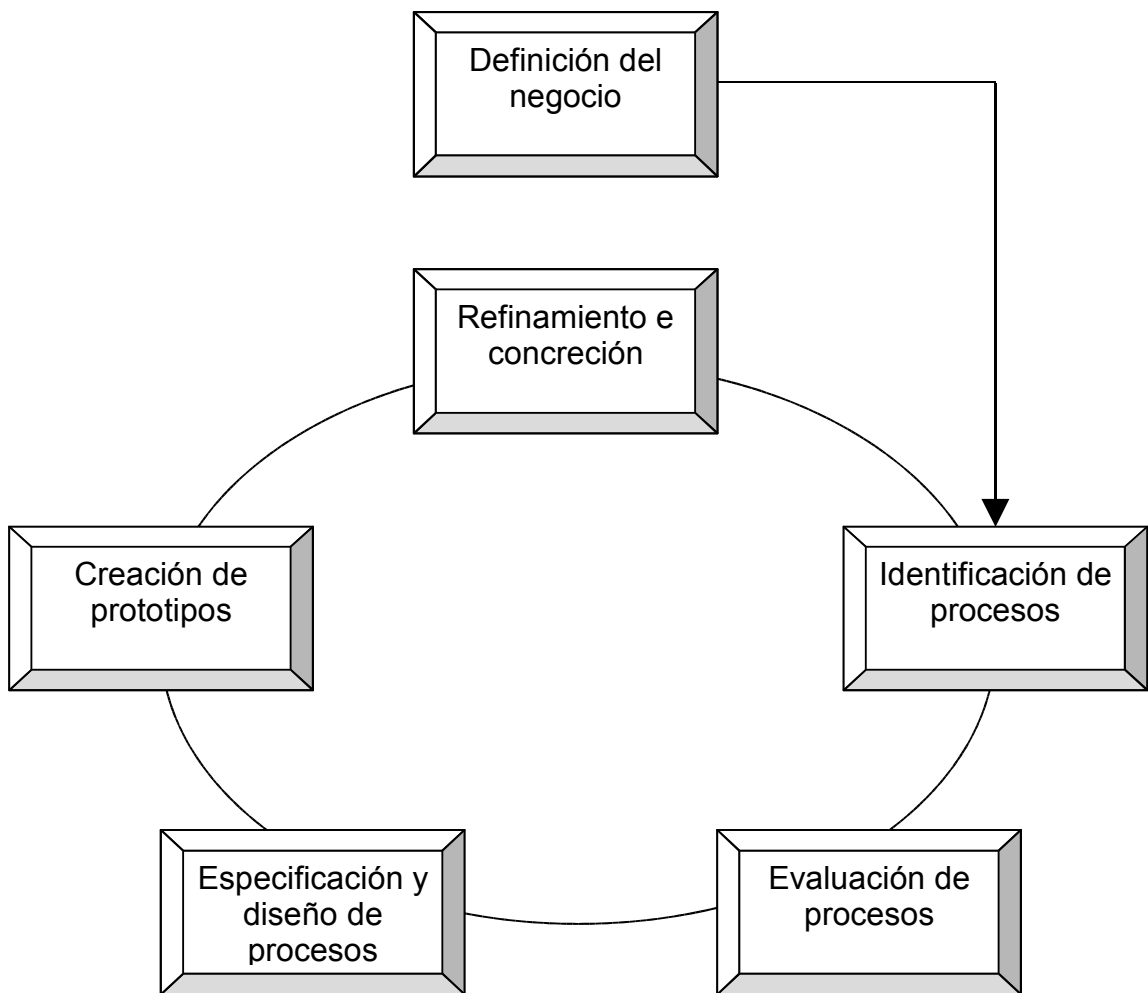 Definición del
negocio
Refinamiento e
concreción
Creación de
prototipos
Identificación de
procesos
Especificación y
diseño de
procesos
Evaluación de
procesos